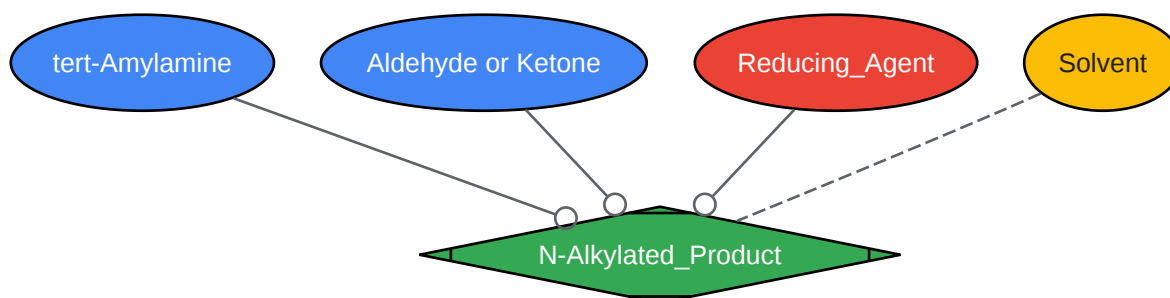 tert-Amylamine
Aldehyde or Ketone
Reducing_Agent
Solvent
N-Alkylated_Product